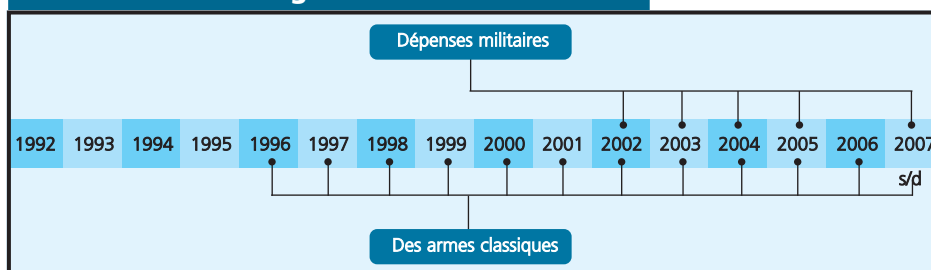 Dépenses militaires
1992 1993 1994 1995 1996 1997 1998 1999 2000 2001 2002 2003 2004 2005 2006 2007
s/d
Des armes classiques